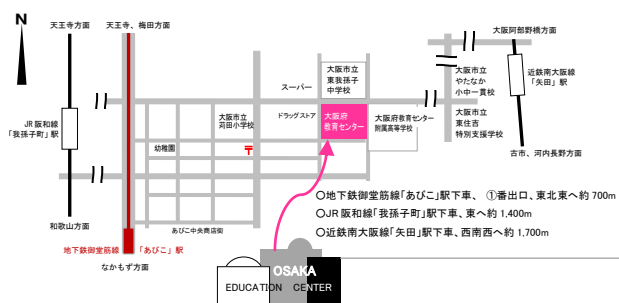 N
天王寺方面
天王寺、梅田方面
大阪阿部野橋方面
大阪市立
東我孫子
中学校
スーパー
大阪市立
やたなか
小中一貫校
近鉄南大阪線
「矢田」駅
JR阪和線
「我孫子町」駅
大阪市立
苅田小学校
ドラッグストア
大阪府
教育センター
大阪府教育センター
附属高等学校
大阪市立
東住吉
特別支援学校
幼稚園
〒
古市、河内長野方面
○地下鉄御堂筋線「あびこ」駅下車、 ①番出口、東北東へ約700m
○JR阪和線「我孫子町」駅下車、東へ約1,400m
○近鉄南大阪線「矢田」駅下車、西南西へ約1,700m
和歌山方面
あびこ中央商店街
地下鉄御堂筋線 「あびこ」駅
なかもず方面
OSAKA
EDUCATION CENTER